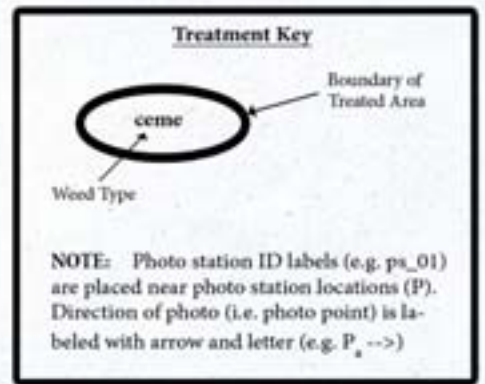 Treatment Key
Boundary of
Treated Area
ceme
Weed Type
NOTE: Photo station ID labels (e.g. ps_01)
are placed near photo station locations (P).
Direction of photo (i.e. photo point) is la-
beled with arrow and letter (e.g. Pa -->)